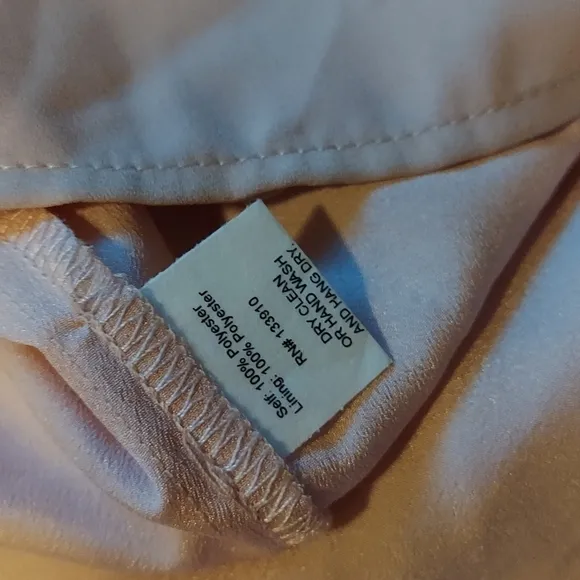 Self: 100% Polyester
Lining: 100% Polyester
RN# 133910
DRY CLEAN
OR HAND WASH
AND HANG DRY.